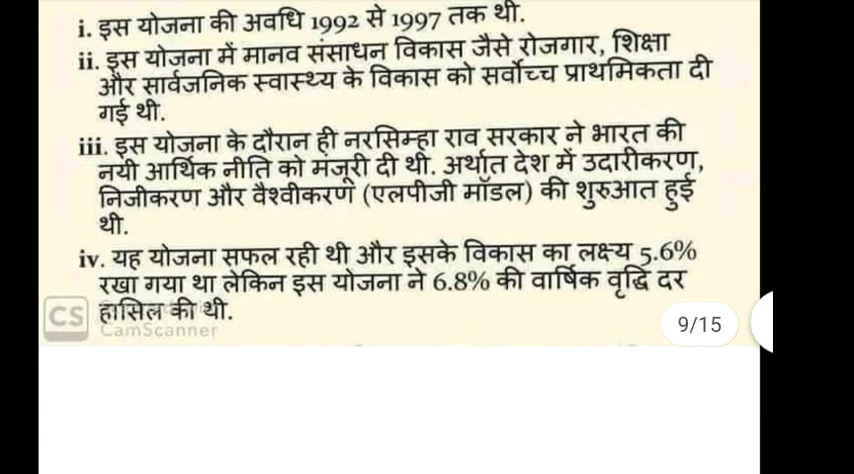 i. इस योजना की अवधि 1992 से 1997 तक थी.
ii. इस योजना में मानव संसाधन विकास जैसे रोजगार, शिक्षा
और सार्वजनिक स्वास्थ्य के विकास को सर्वोच्च प्राथमिकता दी
गई थी.
iii. इस योजना के दौरान ही नरसिम्हा राव सरकार ने भारत की
नयी आर्थिक नीति को मंजूरी दी थी. अर्थात देश में उदारीकरण,
निजीकरण और वैश्वीकरण (एलपीजी मॉडल) की शुरुआत हुई
थी.
iv. यह योजना सफल रही थी और इसके विकास का लक्ष्य 5.6%
रखा गया था लेकिन इस योजना ने 6.8% की वार्षिक वृद्धि दर
हासिल की थी.
CS
CamScanner
9/15